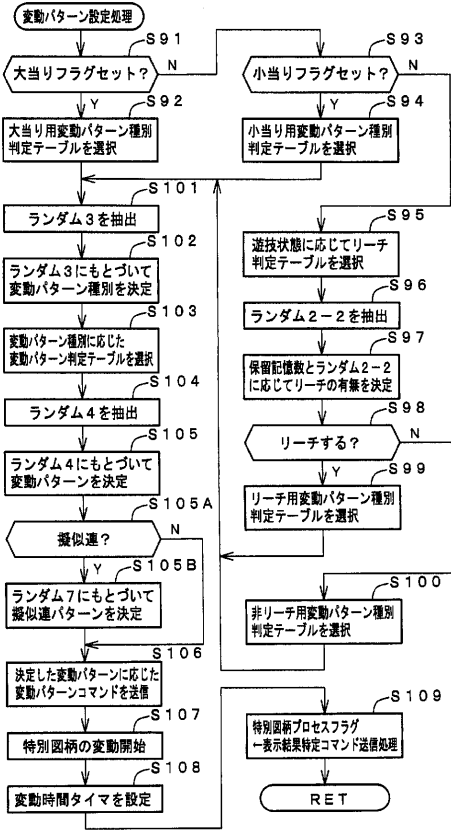 変動パターン設定処理
S91
大当りフラグセット？
N
Y
S92
大当り用変動パターン種別
判定テーブルを選択
S93
小当りフラグセット？
N
Y
S94
小当り用変動パターン種別
判定テーブルを選択
S95
遊技状態に応じてリーチ
判定テーブルを選択
S96
ランダム２－２を抽出
S97
保留記憶数とランダム２－２
に応じてリーチの有無を決定
S98
リーチする？
N
Y
S99
リーチ用変動パターン種別
判定テーブルを選択
S100
非リーチ用変動パターン種別
判定テーブルを選択
S101
ランダム３を抽出
S102
ランダム３にもとづいて
変動パターン種別を決定
S103
変動パターン種別に応じた
変動パターン判定テーブルを選択
S104
ランダム４を抽出
S105
ランダム４にもとづいて
変動パターンを決定
S105A
擬似連？
N
Y
S105B
ランダム７にもとづいて
擬似連パターンを決定
S106
決定した変動パターンに応じた
変動パターンコマンドを送信
S107
特別図柄の変動開始
S108
変動時間タイマを設定
S109
特別図柄プロセスフラグ
←表示結果特定コマンド送信処理
RET